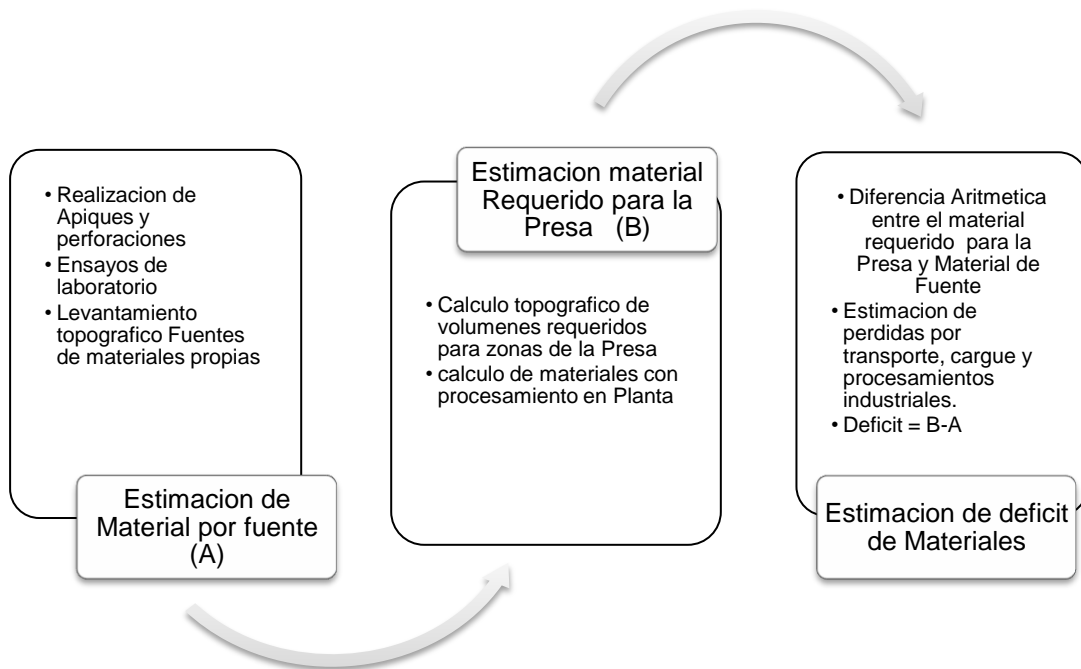 • Realizacion de
Apiques y
perforaciones
• Ensayos de
laboratorio
• Levantamiento
topografico Fuentes
de materiales propias
Estimacion de
Material por fuente
(A)
Estimacion material
Requerido para la
Presa (B)
• Calculo topografico de
volumenes requeridos
para zonas de la Presa
• calculo de materiales con
procesamiento en Planta
• Diferencia Aritmetica
entre el material
requerido para la
Presa y Material de
Fuente
• Estimacion de
perdidas por
transporte, cargue y
procesamientos
industriales.
• Deficit = B-A
Estimacion de deficit
de Materiales